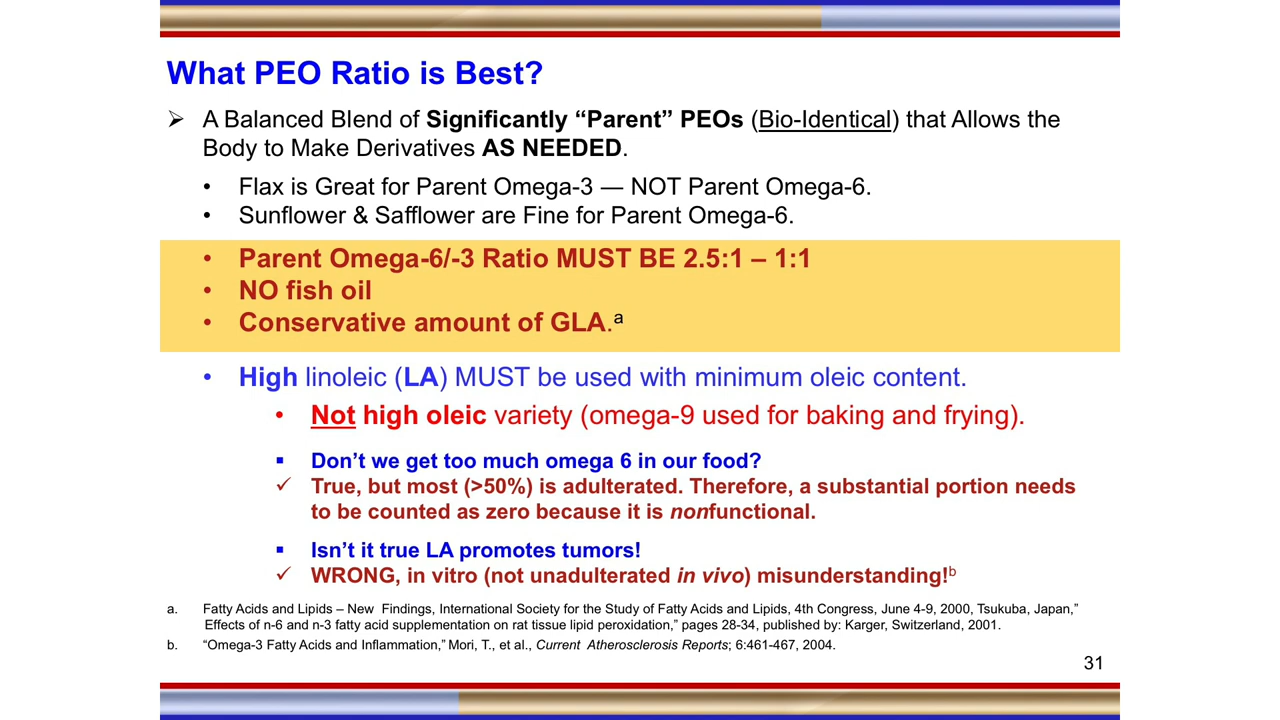 What PEO Ratio is Best?
➢ A Balanced Blend of Significantly “Parent” PEOs (Bio-Identical) that Allows the
Body to Make Derivatives AS NEEDED.
• Flax is Great for Parent Omega-3 — NOT Parent Omega-6.
• Sunflower & Safflower are Fine for Parent Omega-6.
• Parent Omega-6/-3 Ratio MUST BE 2.5:1 – 1:1
• NO fish oil
• Conservative amount of GLA.a
• High linoleic (LA) MUST be used with minimum oleic content.
• Not high oleic variety (omega-9 used for baking and frying).
▪ Don’t we get too much omega 6 in our food?
✓ True, but most (>50%) is adulterated. Therefore, a substantial portion needs
to be counted as zero because it is nonfunctional.
▪ Isn’t it true LA promotes tumors!
✓ WRONG, in vitro (not unadulterated in vivo) misunderstanding!b
a. Fatty Acids and Lipids – New Findings, International Society for the Study of Fatty Acids and Lipids, 4th Congress, June 4-9, 2000, Tsukuba, Japan,”
Effects of n-6 and n-3 fatty acid supplementation on rat tissue lipid peroxidation,” pages 28-34, published by: Karger, Switzerland, 2001.
b. “Omega-3 Fatty Acids and Inflammation,” Mori, T., et al., Current Atherosclerosis Reports; 6:461-467, 2004.
31